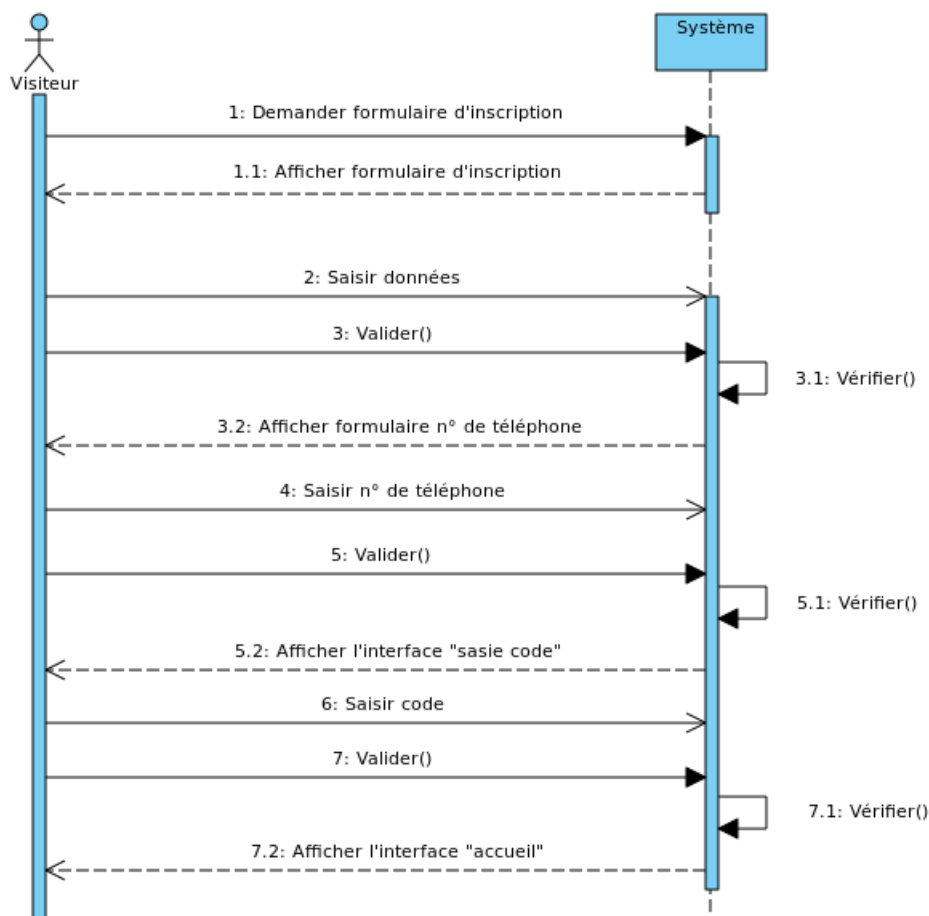 Système
Visiteur
1: Demander formulaire d'inscription
1.1: Afficher formulaire d'inscription
2: Saisir données
3: Valider()
3.1: Vérifier()
3.2: Afficher formulaire n° de téléphone
4: Saisir n° de téléphone
5: Valider()
5.1: Vérifier()
5.2: Afficher l'interface "sasie code"
6: Saisir code
7: Valider()
7.1: Vérifier()
7.2: Afficher l'interface "accueil"